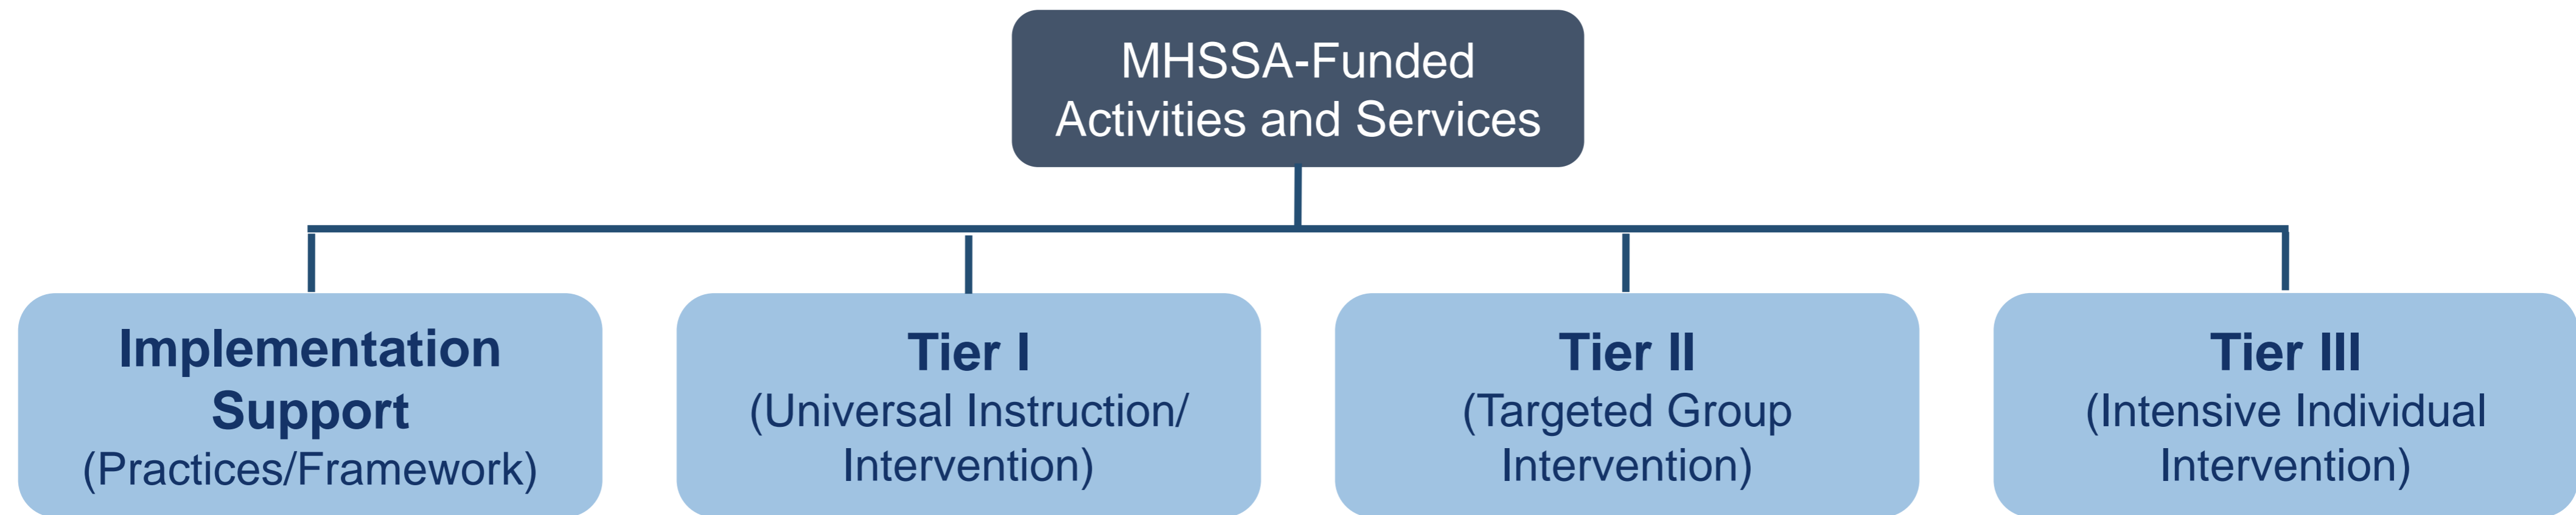 MHSSA-Funded
Activities and Services
Implementation
Support
(Practices/Framework)
Tier I
(Universal Instruction/
Intervention)
Tier II
(Targeted Group
Intervention)
Tier III
(Intensive Individual
Intervention)